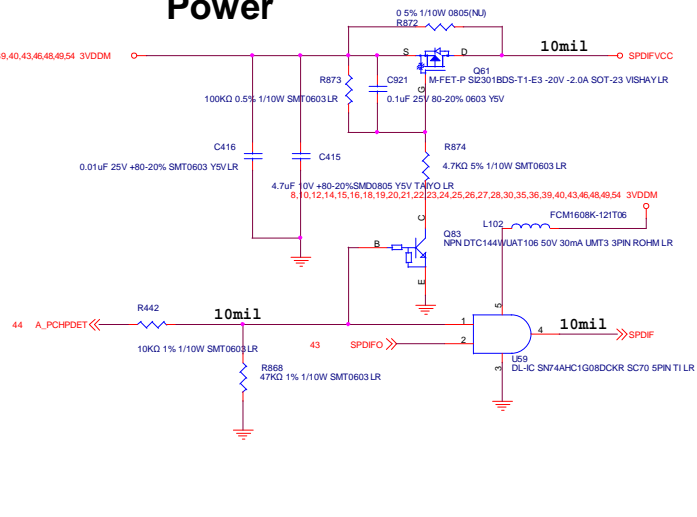 Power
0 5% 1/10W 0805(NU)
R872
39,40,43,46,48,49,54 3VDDM
S
D
10mil
SPDIFVCC
Q61
M-FET-P SI2301BDS-T1-E3 -20V -2.0A SOT-23 VISHAY LR
G
R873
100KΩ 0.5% 1/10W SMT0603 LR
C921
0.1uF 25V 80-20% 0603 Y5V
C416
0.01uF 25V +80-20% SMT0603 Y5V LR
C415
4.7uF 10V +80-20%SMD0805 Y5V TAIYO LR
R874
4.7KΩ 5% 1/10W SMT0603 LR
8,10,12,14,15,16,18,19,20,21,22,23,24,25,26,27,28,30,35,36,39,40,43,46,48,49,54 3VDDM
L102
FCM1608K-121T06
C
Q83
NPN DTC144WUAT106 50V 30mA UMT3 3PIN ROHM LR
B
E
R442
44 A_PCHPDET
10mil
10KΩ 1% 1/10W SMT0603 LR
R868
47KΩ 1% 1/10W SMT0603 LR
43 SPDIFO
1
2
5
4
3
10mil
SPDIF
U59
DL-IC SN74AHC1G08DCKR SC70 5PIN TI LR